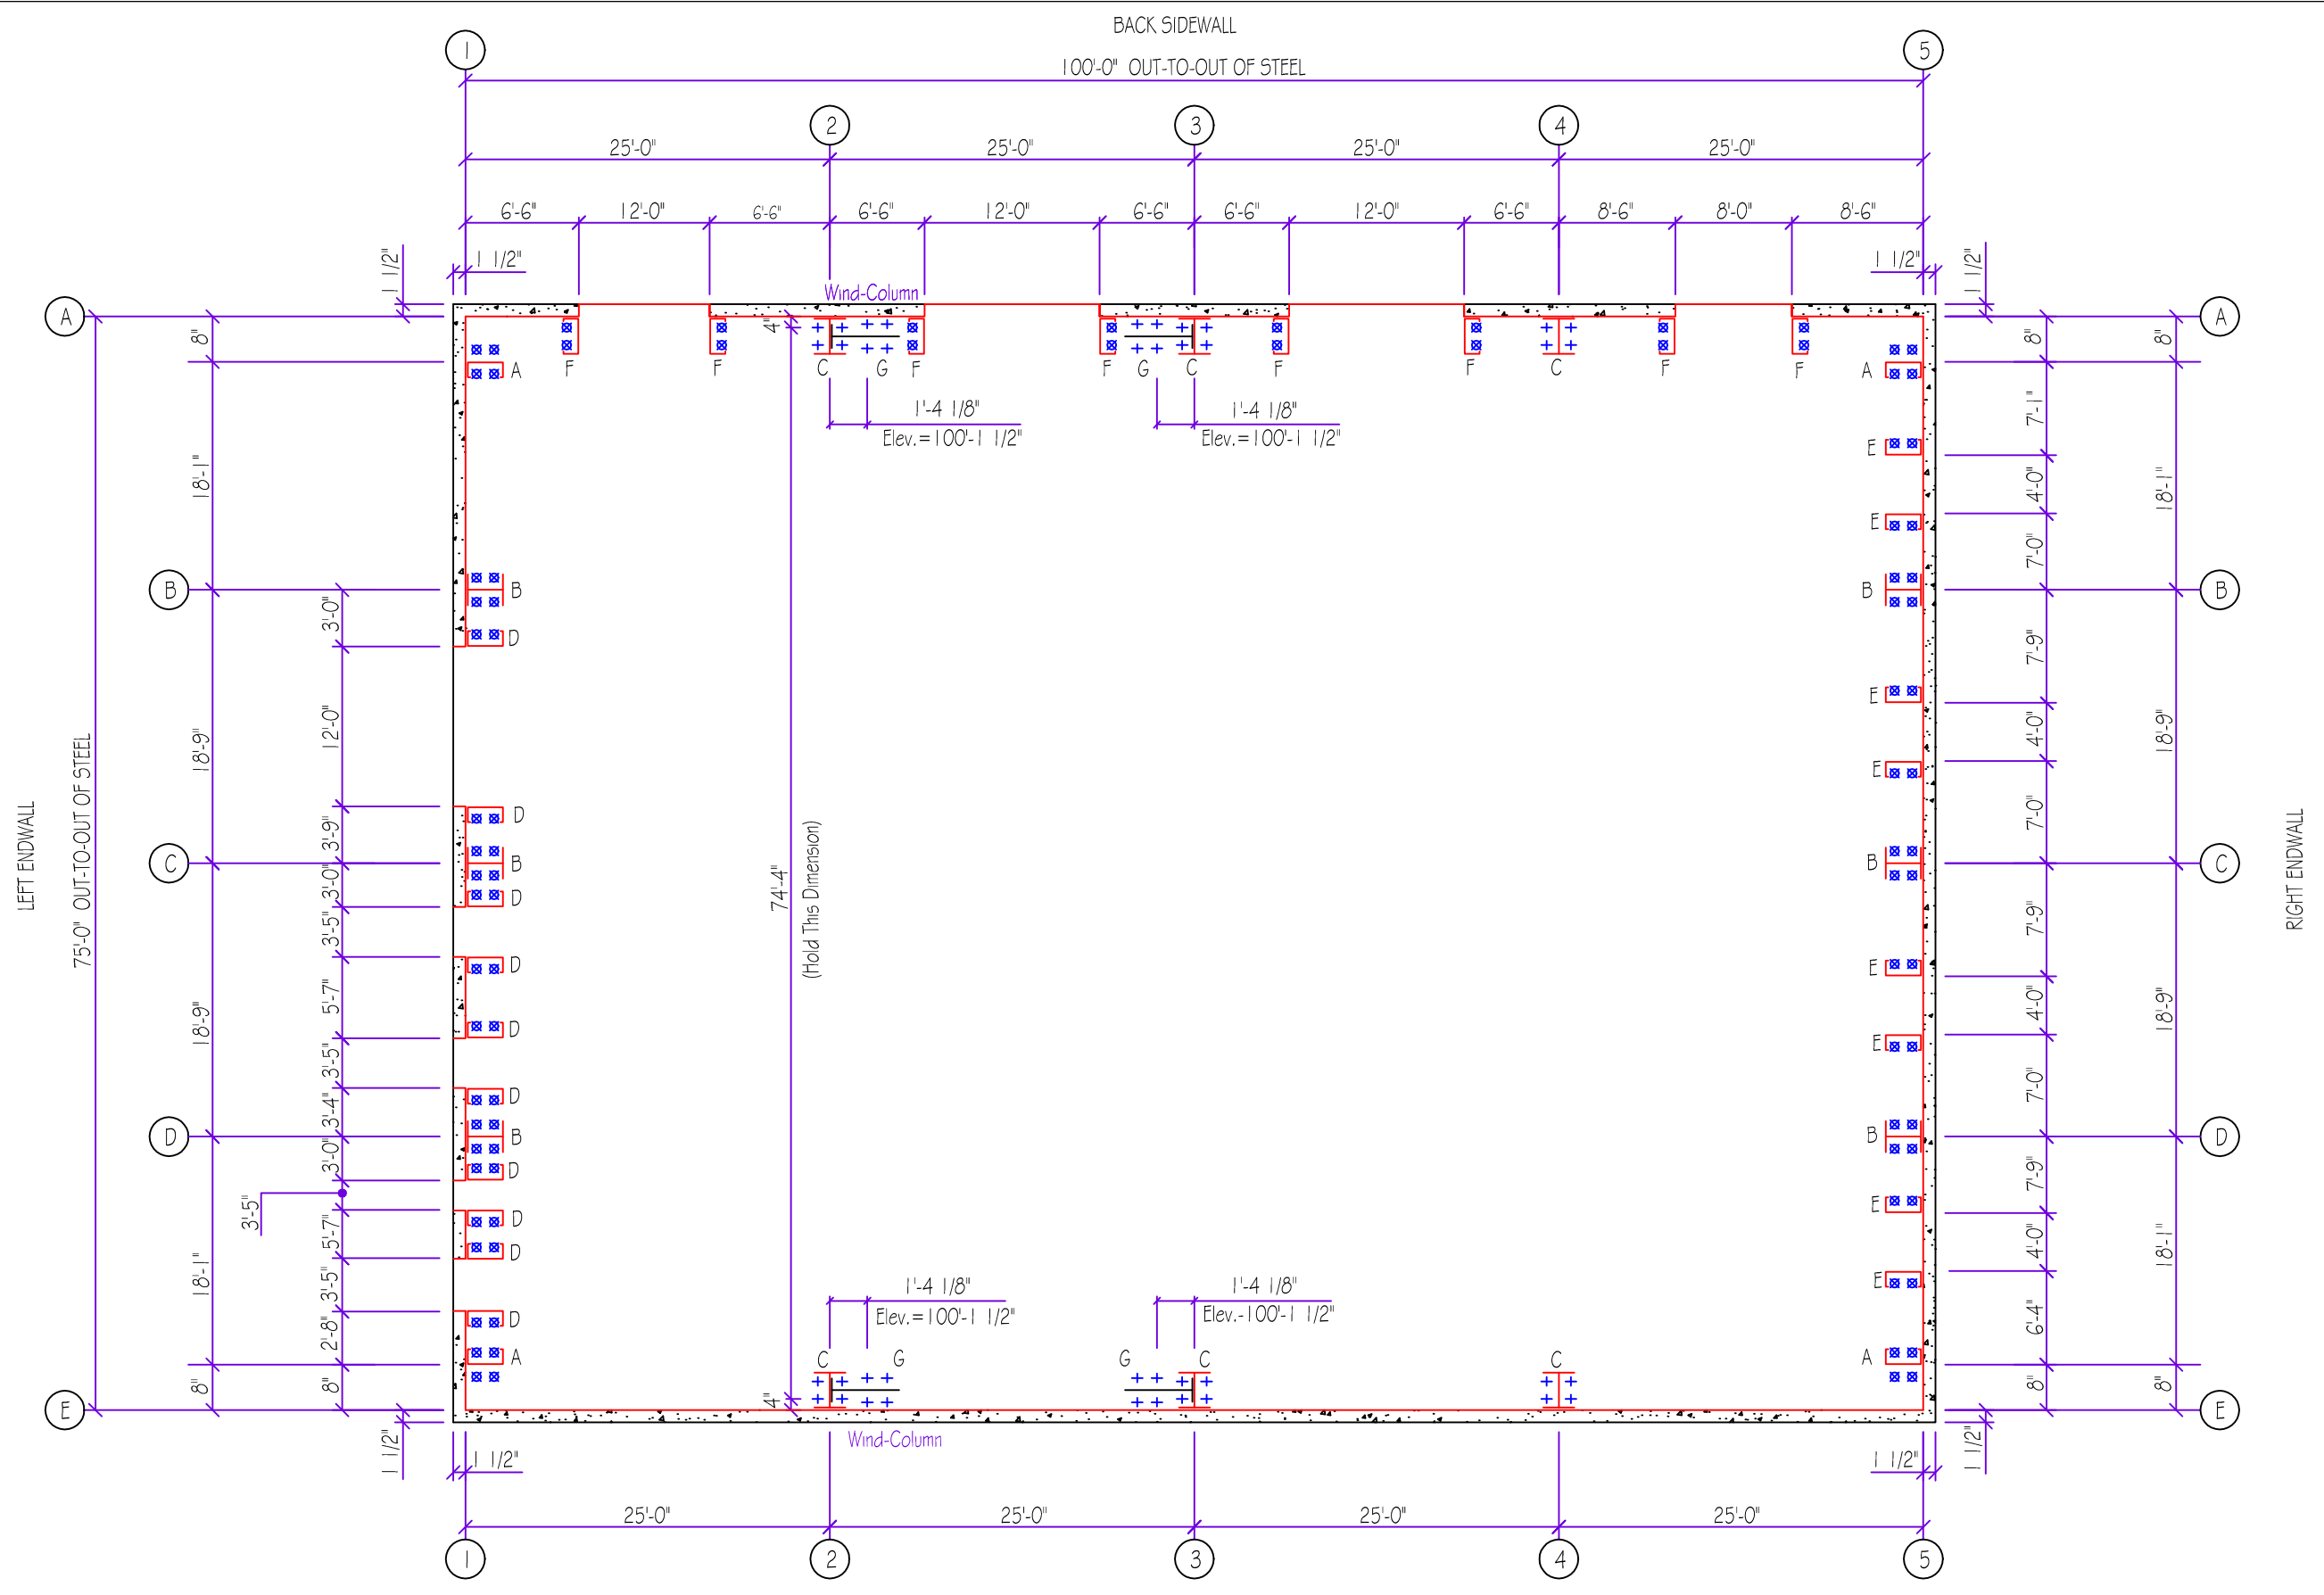 BACK SIDEWALL
1 5
100'-0" OUT-TO-OUT OF STEEL
2 3 4
25'-0" 25'-0" 25'-0" 25'-0"
6'-6" 12'-0" 6'-6" 6'-6" 12'-0" 6'-6" 6'-6" 12'-0" 6'-6" 8'-6" 8'-0" 8'-6"
1 1/2" 1 1/2" 1 1/2" 1 1/2"
Wind-Column
A A
8" 4" 8" 8"
A F F C G F F G C F F C F F A
1'-4 1/8" 1'-4 1/8"
Elev.=100'-1 1/2" Elev.=100'-1 1/2"
7'-1"
E
18'-1" 4'-0" 18'-1"
E
7'-0"
B B B B
3'-0"
D
7'-9"
E
12'-0" 18'-9" 4'-0" 18'-9"
E
D
3'-9" 7'-0"
C B B C
LEFT ENDWALL
75'-0" OUT-TO-OUT OF STEEL
74'-4"
(Hold This Dimension)
RIGHT ENDWALL
3'-0"
D
3'-5" 7'-9"
D E
5'-7" 18'-9" 4'-0" 18'-9"
D E
3'-5"
D
3'-4" 7'-0"
D B B D
3'-0"
D
7'-9"
3'-5"
D E
5'-7"
D
18'-1" 4'-0" 18'-1"
3'-5" E
1'-4 1/8" 1'-4 1/8"
Elev.=100'-1 1/2" Elev.-100'-1 1/2"
D
2'-8" 6'-4"
A C G G C C A
8" 8" 4" 8" 8"
E E
1 1/2" Wind-Column 1 1/2"
1 1/2" 1 1/2"
25'-0" 25'-0" 25'-0" 25'-0"
1 2 3 4 5